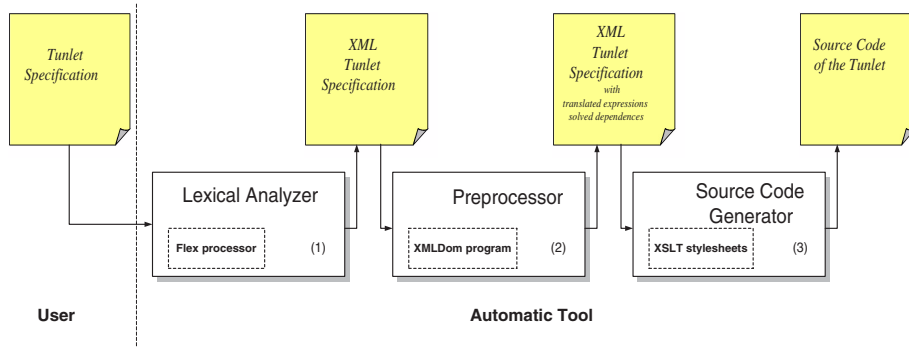 Tunlet
Specification
XML
Tunlet
Specification
XML
Tunlet
Specification
with
translated expressions
solved dependences
Source Code
of the Tunlet
Lexical Analyzer
Flex processor
(1)
Preprocessor
XMLDom program
(2)
Source Code
Generator
XSLT stylesheets
(3)
User
Automatic Tool